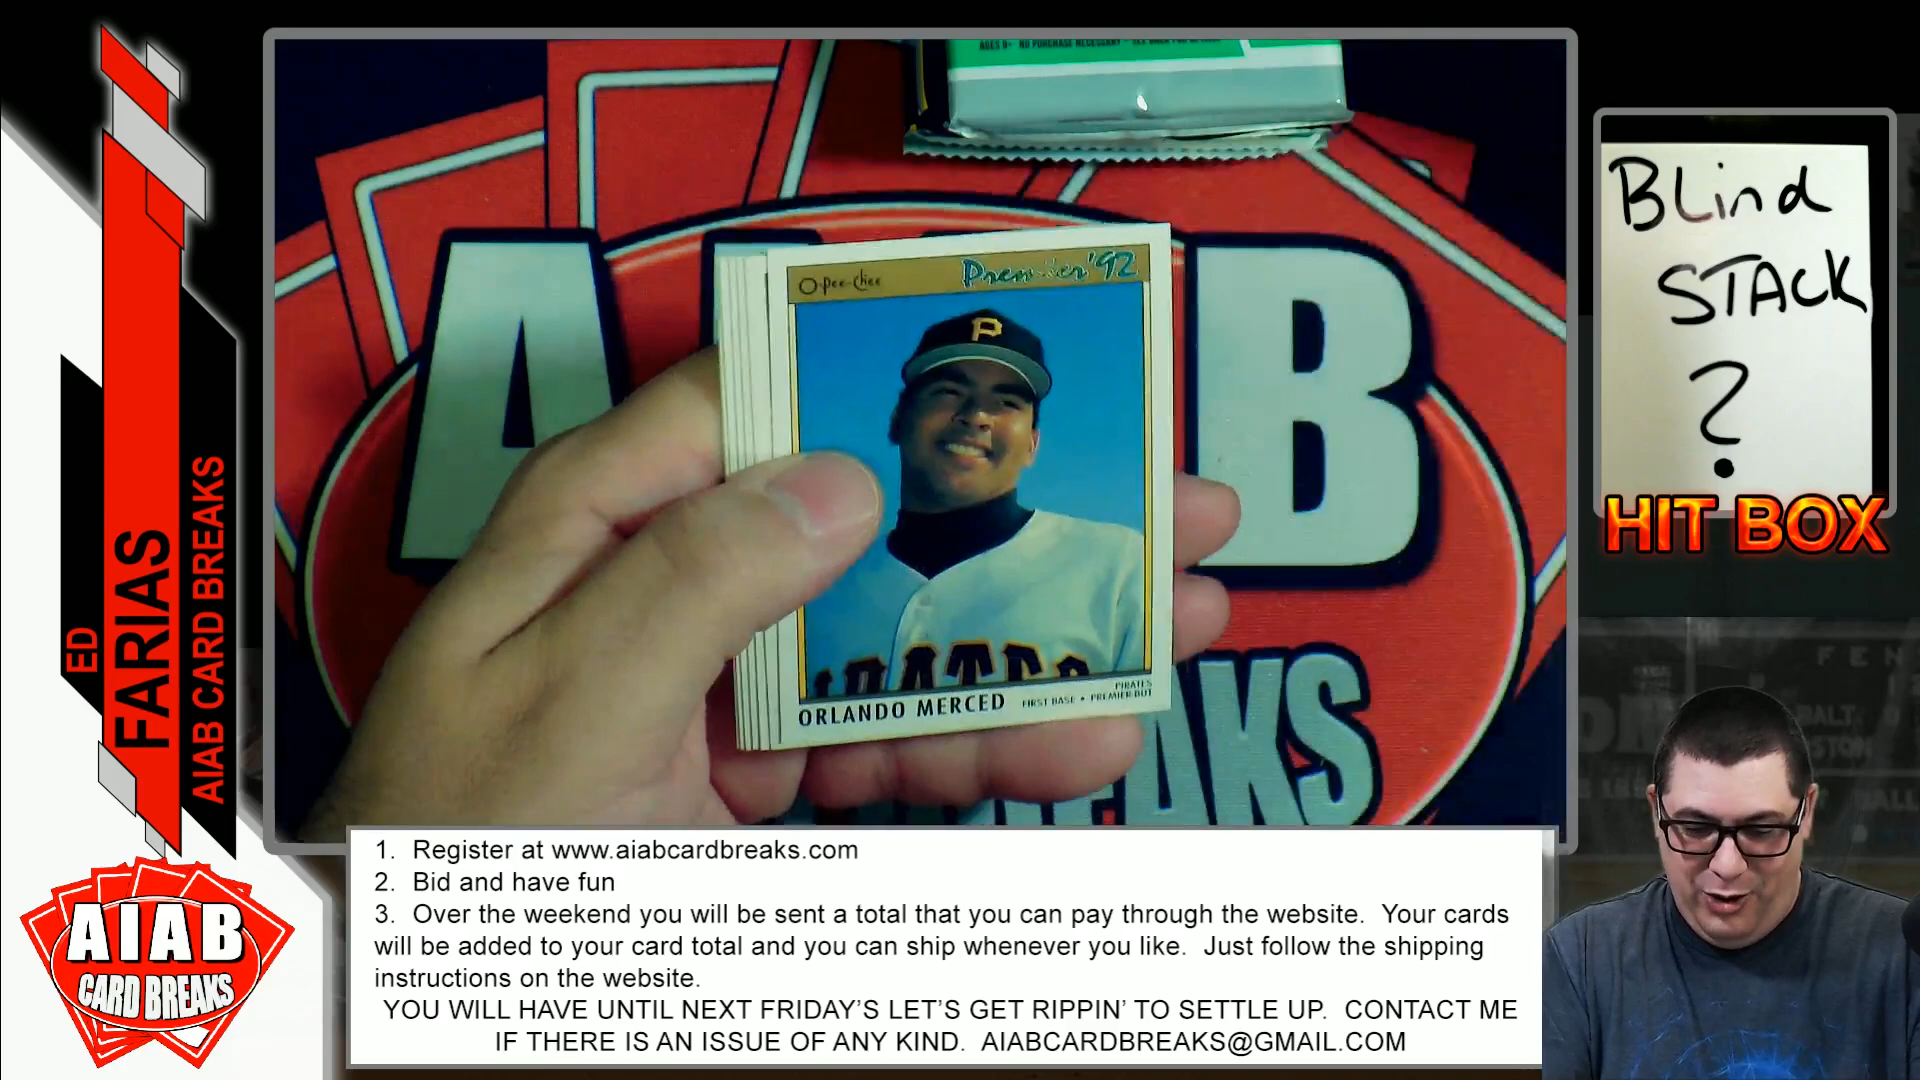 ED
FARIAS
AIAB CARD BREAKS
AIAB
CARD BREAKS
O-Pee-Chee
Premier '92
P
ORLANDO MERCED
FIRST BASE • PREMIER BUT
PIRATES
BLind
STACK
?
HIT BOX
1. Register at www.aiabcardbreaks.com
2. Bid and have fun
3. Over the weekend you will be sent a total that you can pay through the website. Your cards
will be added to your card total and you can ship whenever you like. Just follow the shipping
instructions on the website.
YOU WILL HAVE UNTIL NEXT FRIDAY'S LET'S GET RIPPIN' TO SETTLE UP. CONTACT ME
IF THERE IS AN ISSUE OF ANY KIND. AIABCARDBREAKS@GMAIL.COM